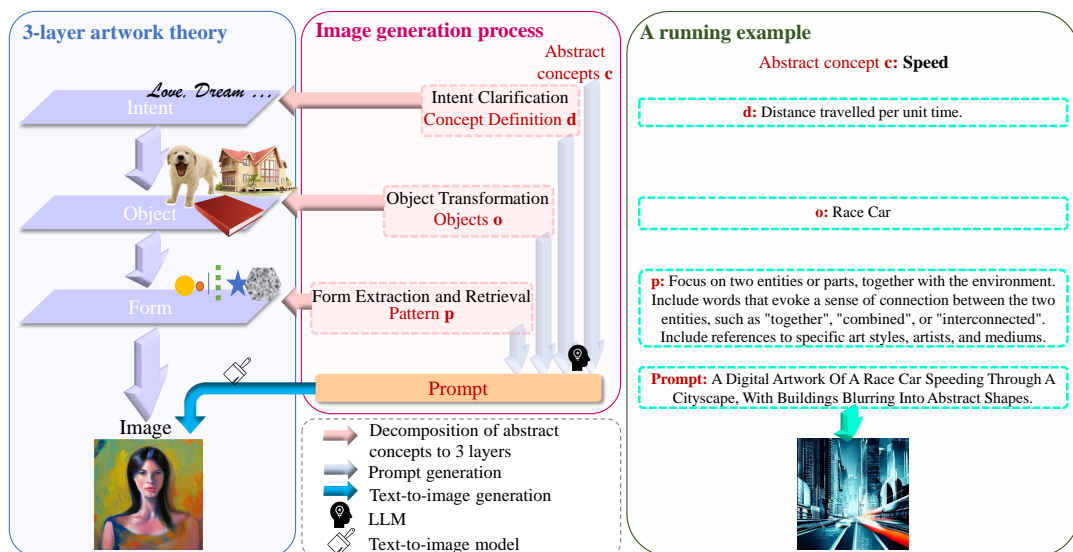 3-layer artwork theory
Love, Dream ...
Intent
Object
Form
Image
Image generation process
Abstract
concepts c
Intent Clarification
Concept Definition d
Object Transformation
Objects o
Form Extraction and Retrieval
Pattern p
Prompt
Decomposition of abstract
concepts to 3 layers
Prompt generation
Text-to-image generation
LLM
Text-to-image model
A running example
Abstract concept c: Speed
d: Distance travelled per unit time.
o: Race Car
p: Focus on two entities or parts, together with the environment.
Include words that evoke a sense of connection between the two
entities, such as "together", "combined", or "interconnected".
Include references to specific art styles, artists, and mediums.
Prompt: A Digital Artwork Of A Race Car Speeding Through A
Cityscape, With Buildings Blurring Into Abstract Shapes.